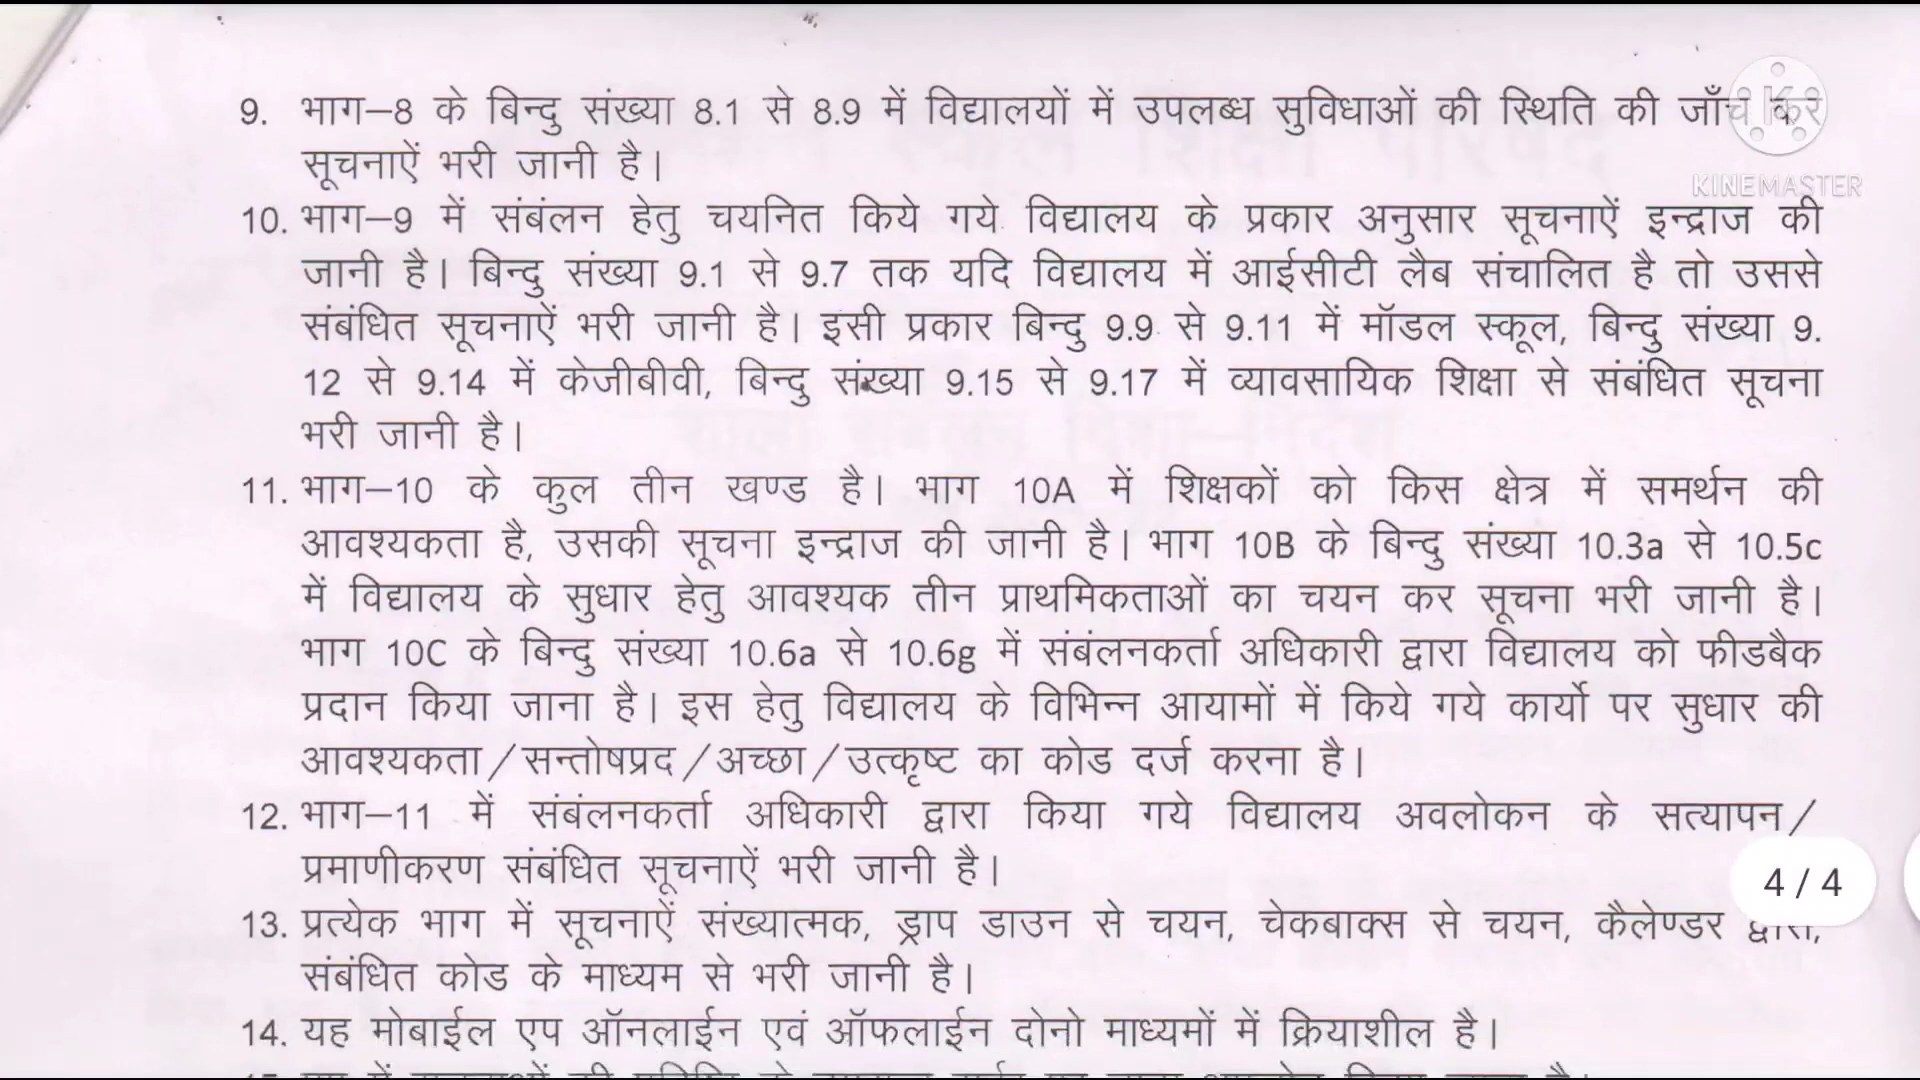 9. भाग–8 के बिन्दु संख्या 8.1 से 8.9 में विद्यालयों में उपलब्ध सुविधाओं की स्थिति की जाँच कर
सूचनाऐं भरी जानी है।
KINEMASTER
10. भाग–9 में संबंलन हेतु चयनित किये गये विद्यालय के प्रकार अनुसार सूचनाऐं इन्द्राज की
जानी है। बिन्दु संख्या 9.1 से 9.7 तक यदि विद्यालय में आईसीटी लैब संचालित है तो उससे
संबंधित सूचनाऐं भरी जानी है। इसी प्रकार बिन्दु 9.9 से 9.11 में मॉडल स्कूल, बिन्दु संख्या 9.
12 से 9.14 में केजीबीवी, बिन्दु संख्या 9.15 से 9.17 में व्यावसायिक शिक्षा से संबंधित सूचना
भरी जानी है।
11. भाग–10 के कुल तीन खण्ड है। भाग 10A में शिक्षकों को किस क्षेत्र में समर्थन की
आवश्यकता है, उसकी सूचना इन्द्राज की जानी है। भाग 10B के बिन्दु संख्या 10.3a से 10.5c
में विद्यालय के सुधार हेतु आवश्यक तीन प्राथमिकताओं का चयन कर सूचना भरी जानी है।
भाग 10C के बिन्दु संख्या 10.6a से 10.6g में संबंलनकर्ता अधिकारी द्वारा विद्यालय को फीडबैक
प्रदान किया जाना है। इस हेतु विद्यालय के विभिन्न आयामों में किये गये कार्यो पर सुधार की
आवश्यकता/सन्तोषप्रद/अच्छा/उत्कृष्ट का कोड दर्ज करना है।
12. भाग–11 में संबंलनकर्ता अधिकारी द्वारा किया गये विद्यालय अवलोकन के सत्यापन/
प्रमाणीकरण संबंधित सूचनाऐं भरी जानी है।
4 / 4
13. प्रत्येक भाग में सूचनाऐं संख्यात्मक, ड्राप डाउन से चयन, चेकबाक्स से चयन, कैलेण्डर द्वारा,
संबंधित कोड के माध्यम से भरी जानी है।
14. यह मोबाईल एप ऑनलाईन एवं ऑफलाईन दोनो माध्यमों में क्रियाशील है।